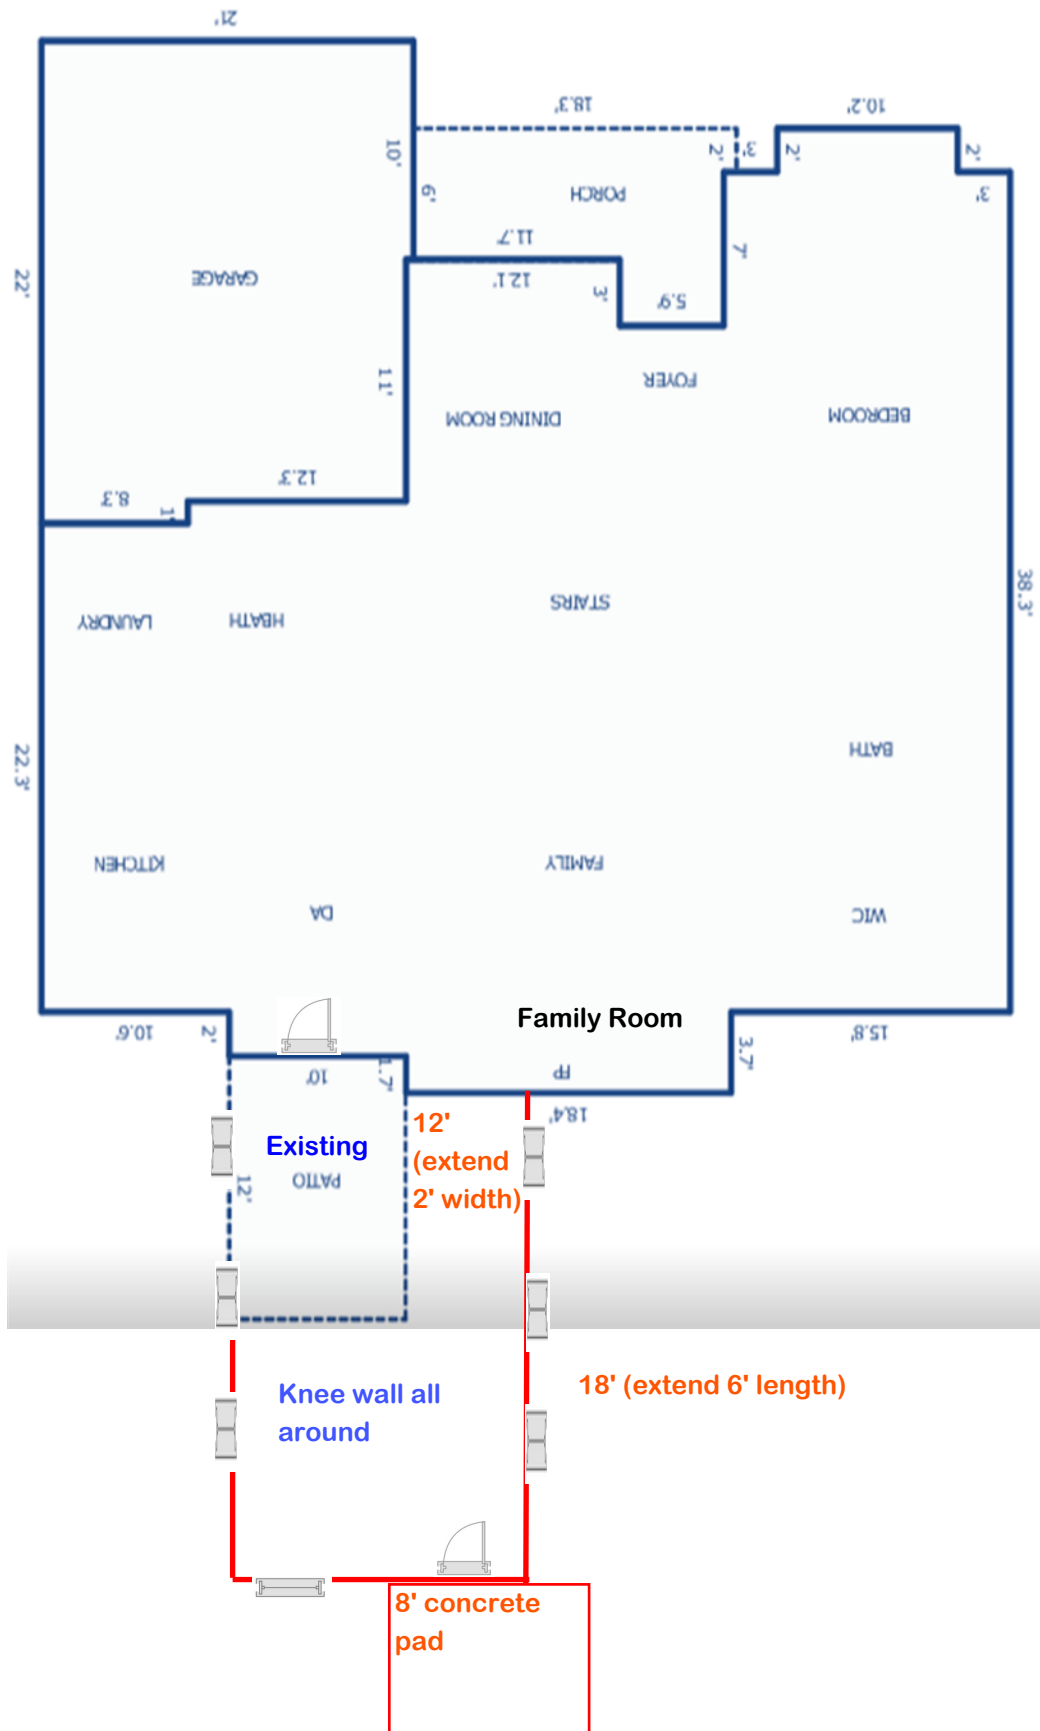 21'
18.3'
10.2'
10'
2'
3'
2'
2'
6'
PORCH
3'
11.7'
7'
22'
GARAGE
12.1'
3'
5.9'
11'
FOYER
DINING ROOM
BEDROOM
12.3'
8.3'
1'
38.3'
STAIRS
LAUNDRY
HBATH
22.3'
BATH
KITCHEN
FAMILY
DA
WIC
Family Room
10.6'
2'
15.8'
3.7'
10'
1.7'
FP
18.4'
12'
(extend
2' width)
Existing
12'
PATIO
18' (extend 6' length)
Knee wall all
around
8' concrete
pad